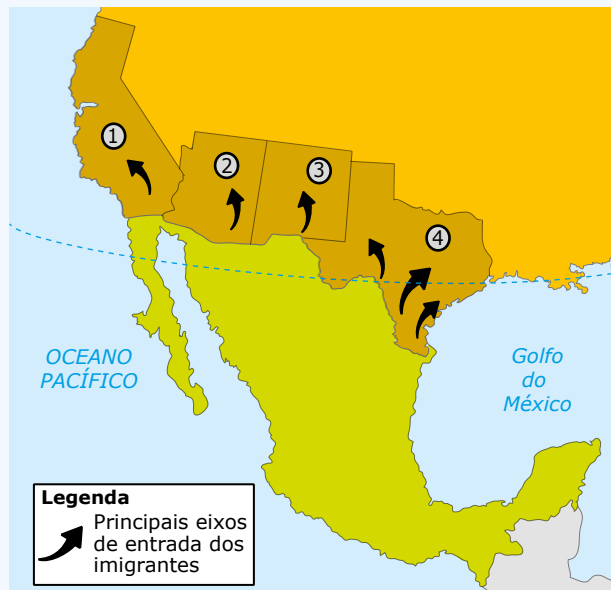 1
2
3
4
OCEANO
PACÍFICO
Golfo
do
México
Legenda
Principais eixos
de entrada dos
imigrantes